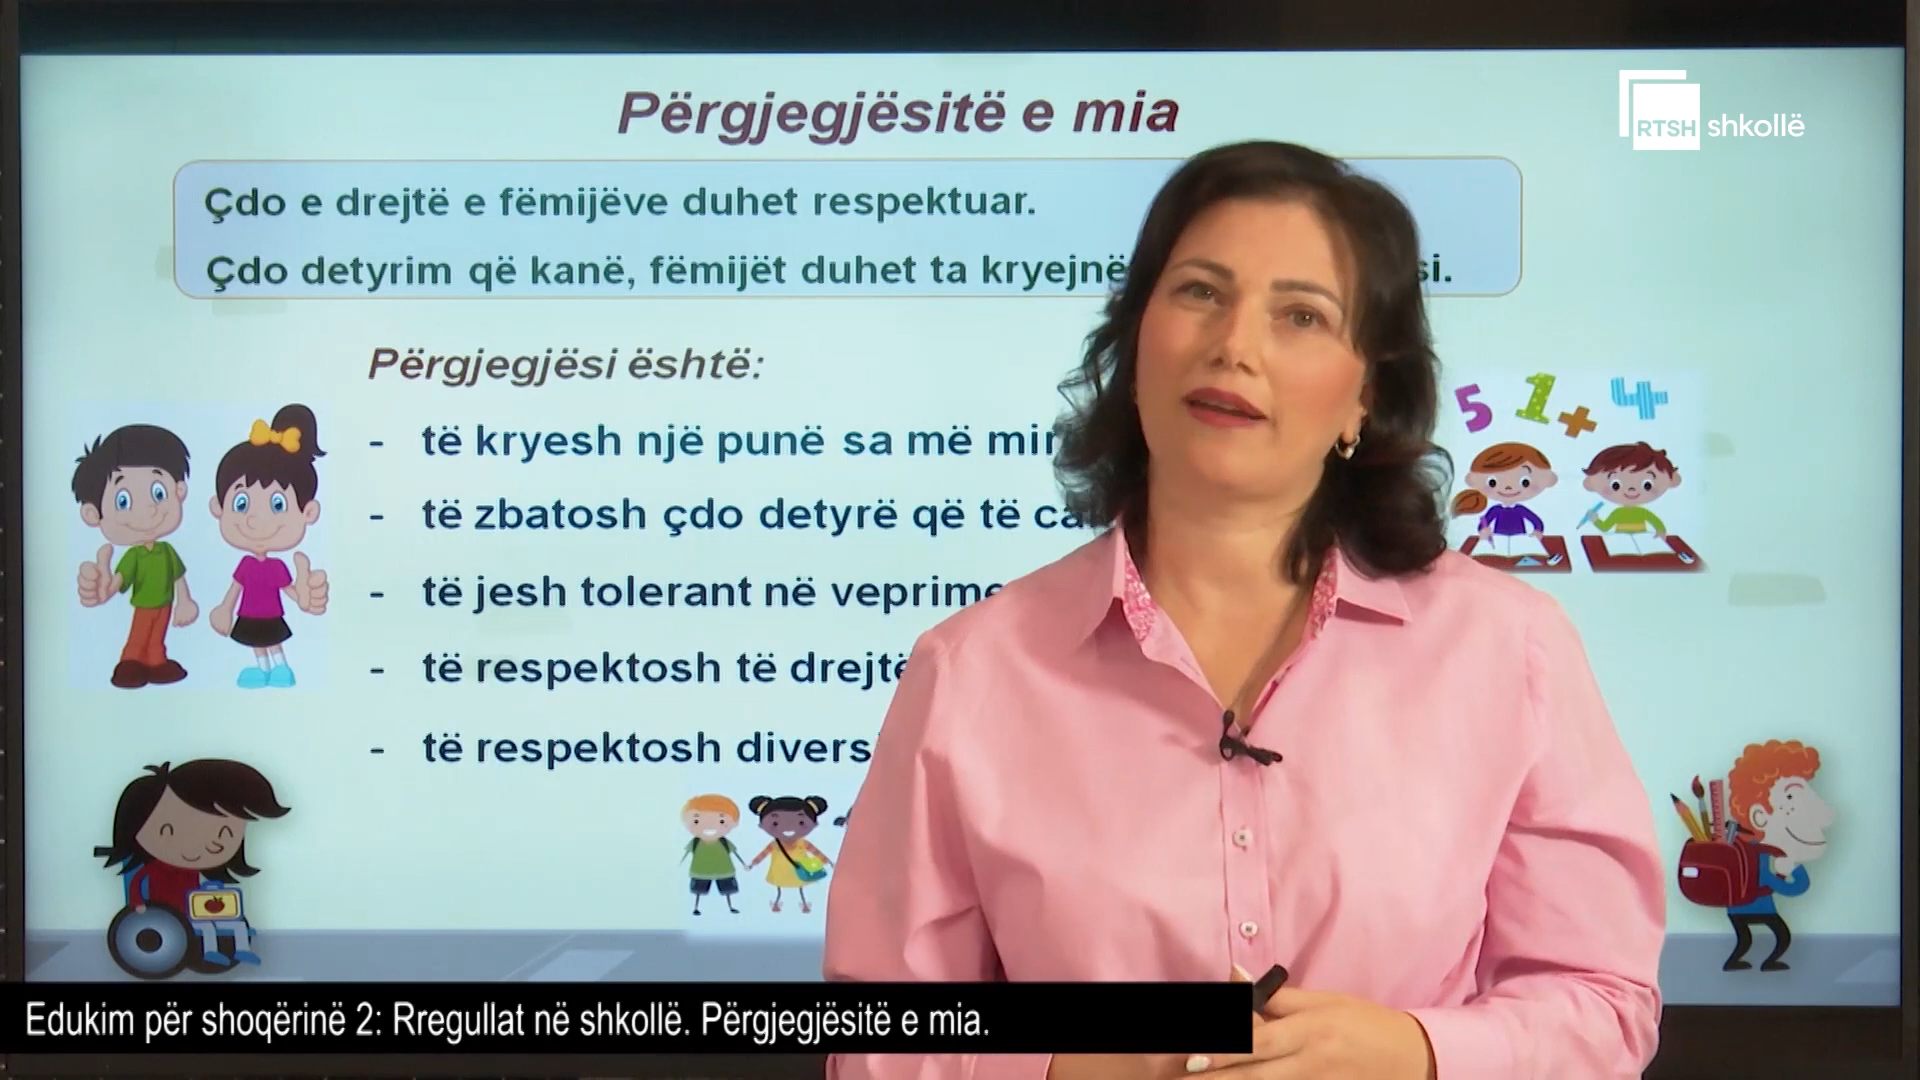 Përgjegjësitë e mia
RTSH shkollë
Çdo e drejtë e fëmijëve duhet respektuar.
Çdo detyrim që kanë, fëmijët duhet ta kryejnë
Përgjegjësi është:
5 1 + 4
- të kryesh një punë sa më
- të zbatosh çdo detyrë që të
- të jesh tolerant në
- të respektosh të
- të respektosh
Edukim për shoqërinë 2: Rregullat në shkollë. Përgjegjësitë e mia.